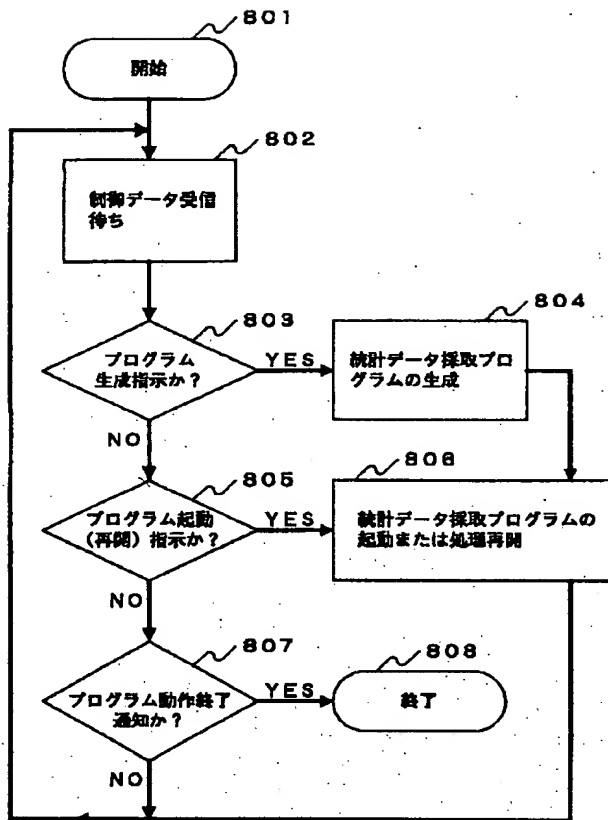 801
開始
802
制御データ受信
待ち
803
プログラム
生成指示か?
YES
804
統計データ採取プロ
グラムの生成
NO
805
プログラム起動
(再開)指示か?
YES
806
統計データ採取プログラムの
起動または処理再開
NO
807
プログラム動作終了
通知か?
YES
808
終了
NO